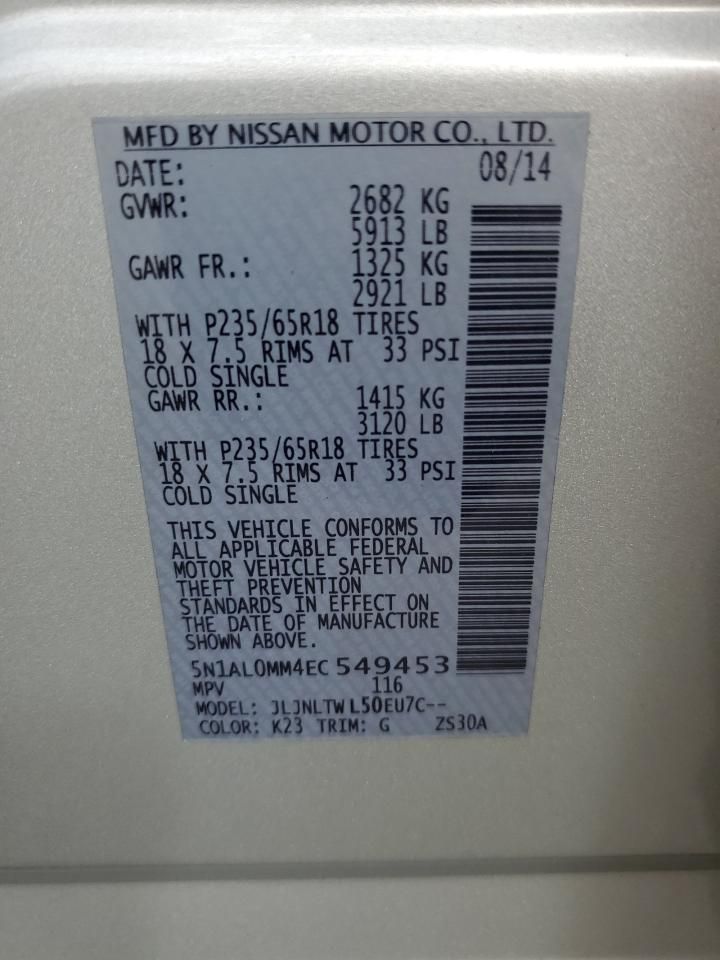 MFD BY NISSAN MOTOR CO., LTD.
DATE: 08/14
GVWR: 2682 KG
5913 LB
GAWR FR.: 1325 KG
2921 LB
WITH P235/65R18 TIRES
18 X 7.5 RIMS AT 33 PSI
COLD SINGLE
GAWR RR.: 1415 KG
3120 LB
WITH P235/65R18 TIRES
18 X 7.5 RIMS AT 33 PSI
COLD SINGLE
THIS VEHICLE CONFORMS TO
ALL APPLICABLE FEDERAL
MOTOR VEHICLE SAFETY AND
THEFT PREVENTION
STANDARDS IN EFFECT ON
THE DATE OF MANUFACTURE
SHOWN ABOVE.
5N1AL0MM4EC 549453
MPV 116
MODEL: JLJNLTW L50EU7C--
COLOR: K23 TRIM: G ZS30A